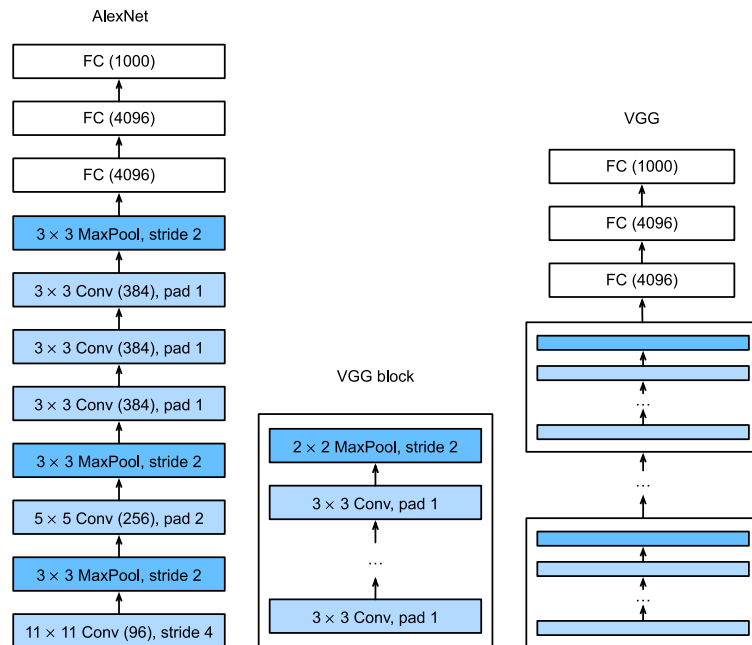 AlexNet
FC (1000)
FC (4096)
FC (4096)
3 × 3 MaxPool, stride 2
3 × 3 Conv (384), pad 1
3 × 3 Conv (384), pad 1
3 × 3 Conv (384), pad 1
3 × 3 MaxPool, stride 2
5 × 5 Conv (256), pad 2
3 × 3 MaxPool, stride 2
11 × 11 Conv (96), stride 4
VGG block
2 × 2 MaxPool, stride 2
3 × 3 Conv, pad 1
...
3 × 3 Conv, pad 1
VGG
FC (1000)
FC (4096)
FC (4096)
...
...
...